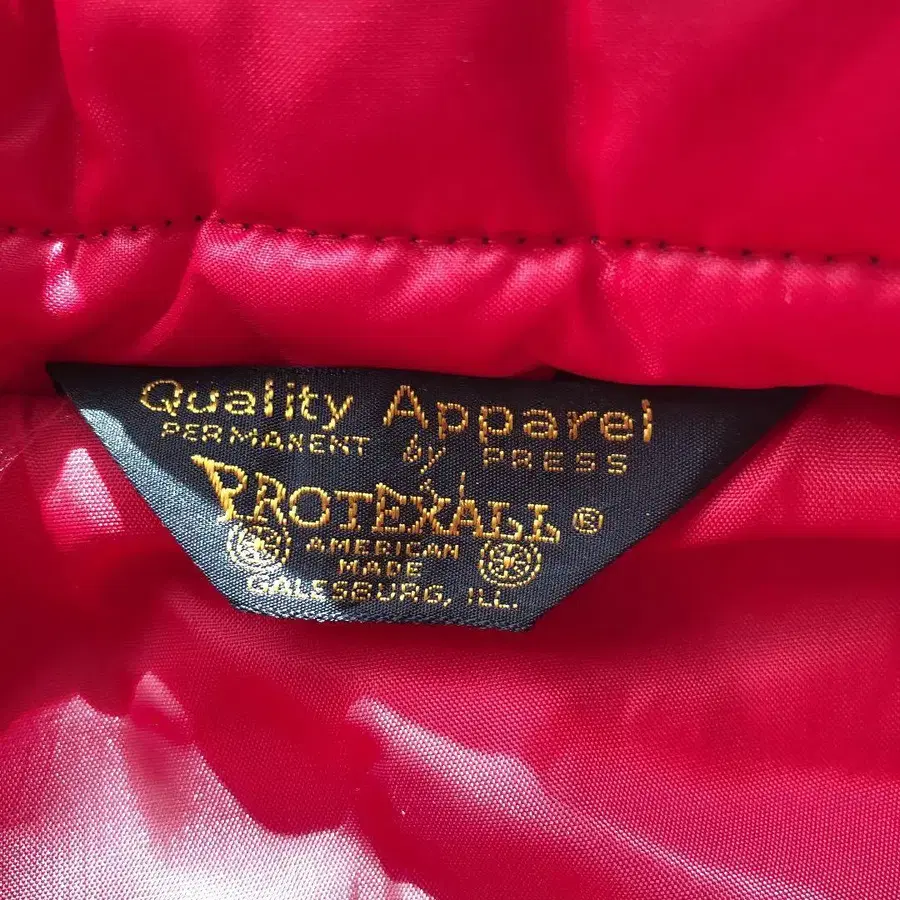 Quality Apparel
PERMANENT by PRESS
PROTEXALL ®
AMERICAN
MADE
GALESBURG, ILL.